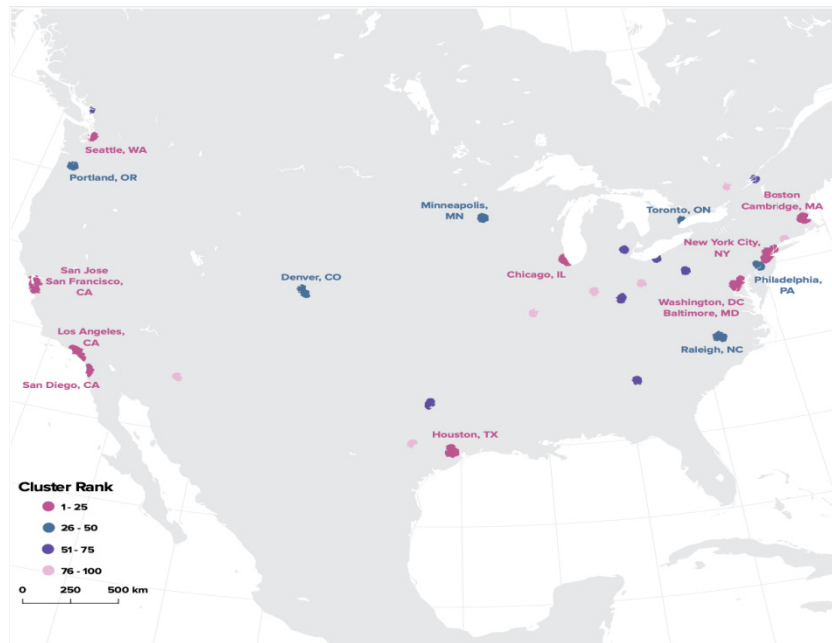 Seattle, WA
Portland, OR
Minneapolis,
MN
Toronto, ON
Boston
Cambridge, MA
New York City,
NY
San Jose
San Francisco,
CA
Denver, CO
Chicago, IL
Philadelphia,
PA
Washington, DC
Baltimore, MD
Los Angeles,
CA
Raleigh, NC
San Diego, CA
Houston, TX
Cluster Rank
1 - 25
26 - 50
51 - 75
76 - 100
0 250 500 km